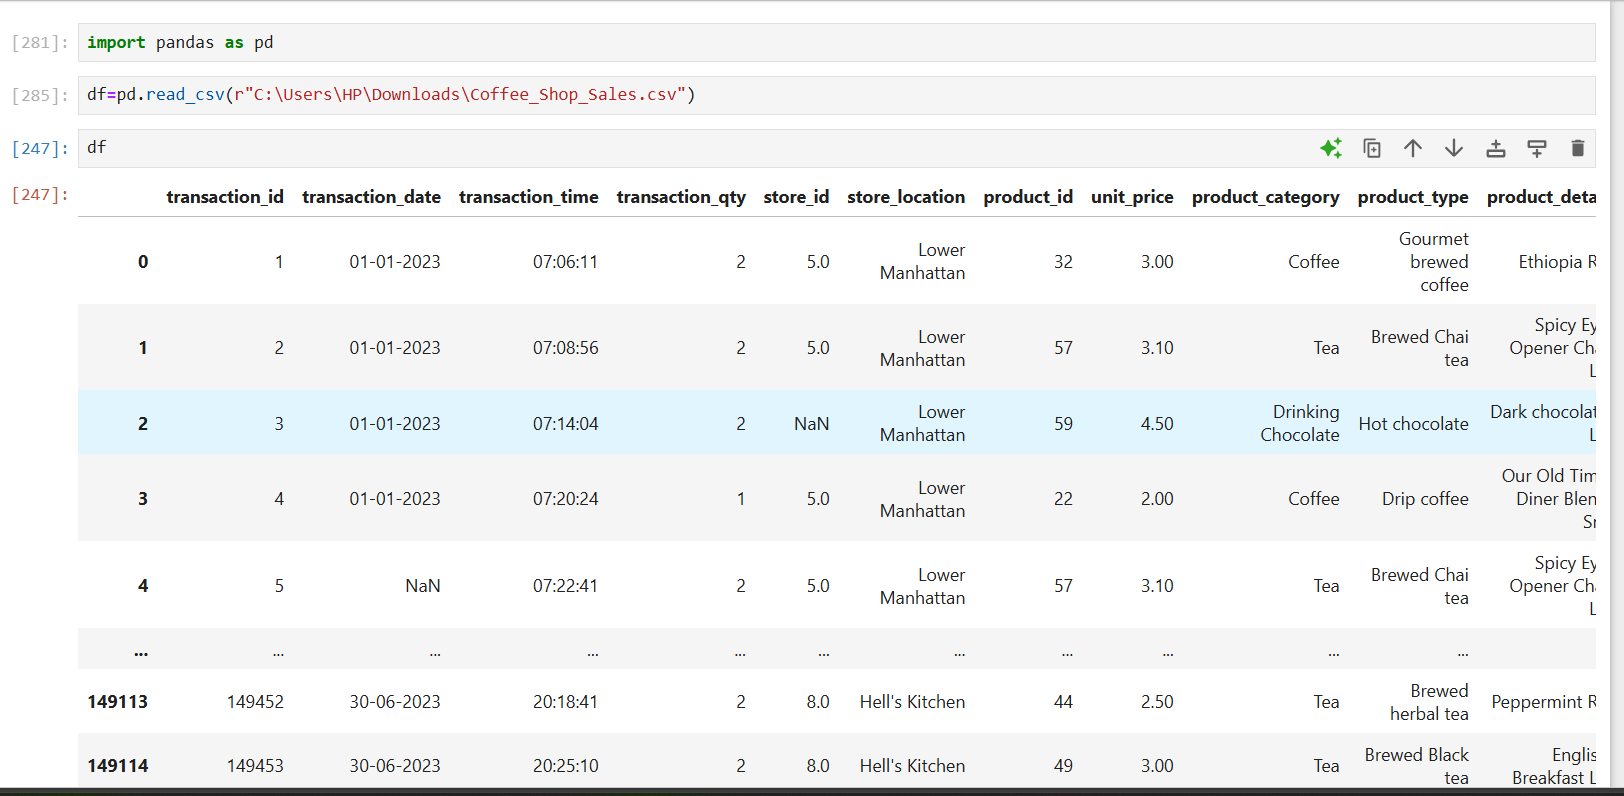 [281]: import pandas as pd
[285]: df=pd.read_csv(r"C:\Users\HP\Downloads\Coffee_Shop_Sales.csv")
[247]: df
[247]:
transaction_id transaction_date transaction_time transaction_qty store_id store_location product_id unit_price product_category product_type product_deta
0 1 01-01-2023 07:06:11 2 5.0 Lower Manhattan 32 3.00 Coffee Gourmet brewed coffee Ethiopia R
1 2 01-01-2023 07:08:56 2 5.0 Lower Manhattan 57 3.10 Tea Brewed Chai tea Spicy Ey Opener Ch L
2 3 01-01-2023 07:14:04 2 NaN Lower Manhattan 59 4.50 Drinking Chocolate Hot chocolate Dark chocolat L
3 4 01-01-2023 07:20:24 1 5.0 Lower Manhattan 22 2.00 Coffee Drip coffee Our Old Tim Diner Blen Sr
4 5 NaN 07:22:41 2 5.0 Lower Manhattan 57 3.10 Tea Brewed Chai tea Spicy Ey Opener Ch L
... ... ... ... ... ... ... ... ... ... ...
149113 149452 30-06-2023 20:18:41 2 8.0 Hell's Kitchen 44 2.50 Tea Brewed herbal tea Peppermint R
149114 149453 30-06-2023 20:25:10 2 8.0 Hell's Kitchen 49 3.00 Tea Brewed Black tea Englis Breakfast L